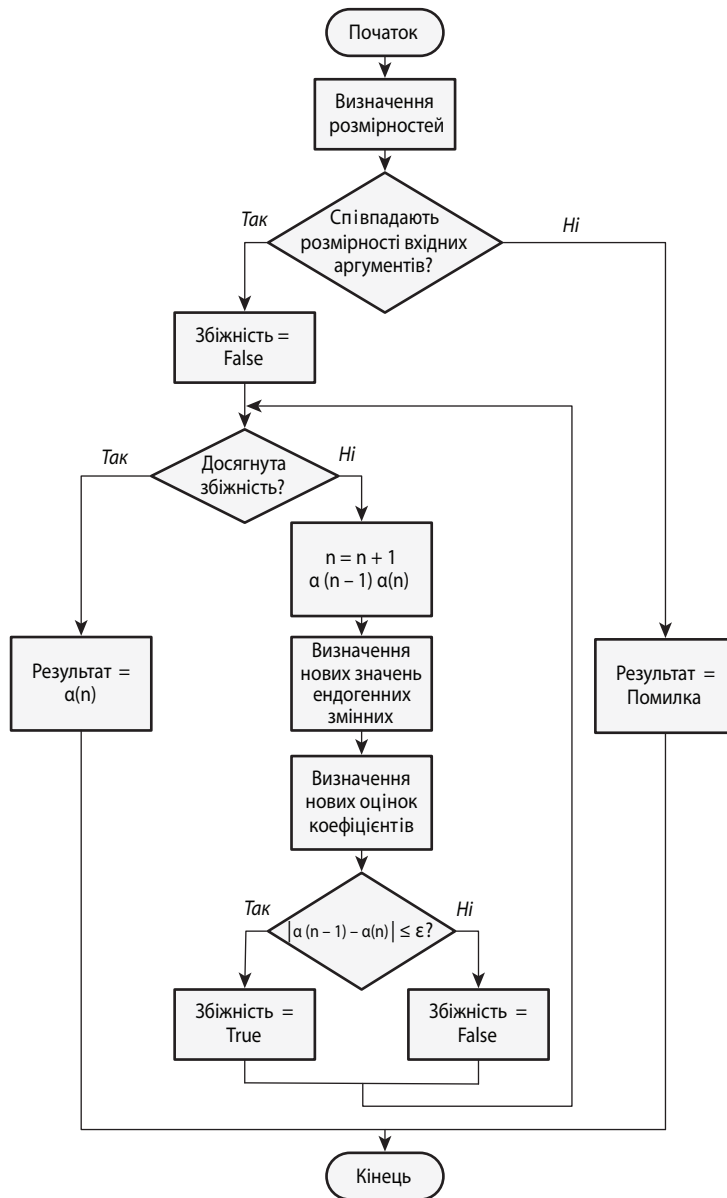 Початок
Визначення
розмірностей
Так
Співпадають
розмірності вхідних
аргументів?
Ні
Збіжність =
False
Так
Досягнута
збіжність?
Ні
n = n + 1
α (n – 1) α(n)
Результат =
α(n)
Визначення
нових значень
ендогенних
змінних
Результат =
Помилка
Визначення
нових оцінок
коефіцієнтів
Так
|α (n – 1) – α(n)| ≤ ε?
Ні
Збіжність =
True
Збіжність =
False
Кінець